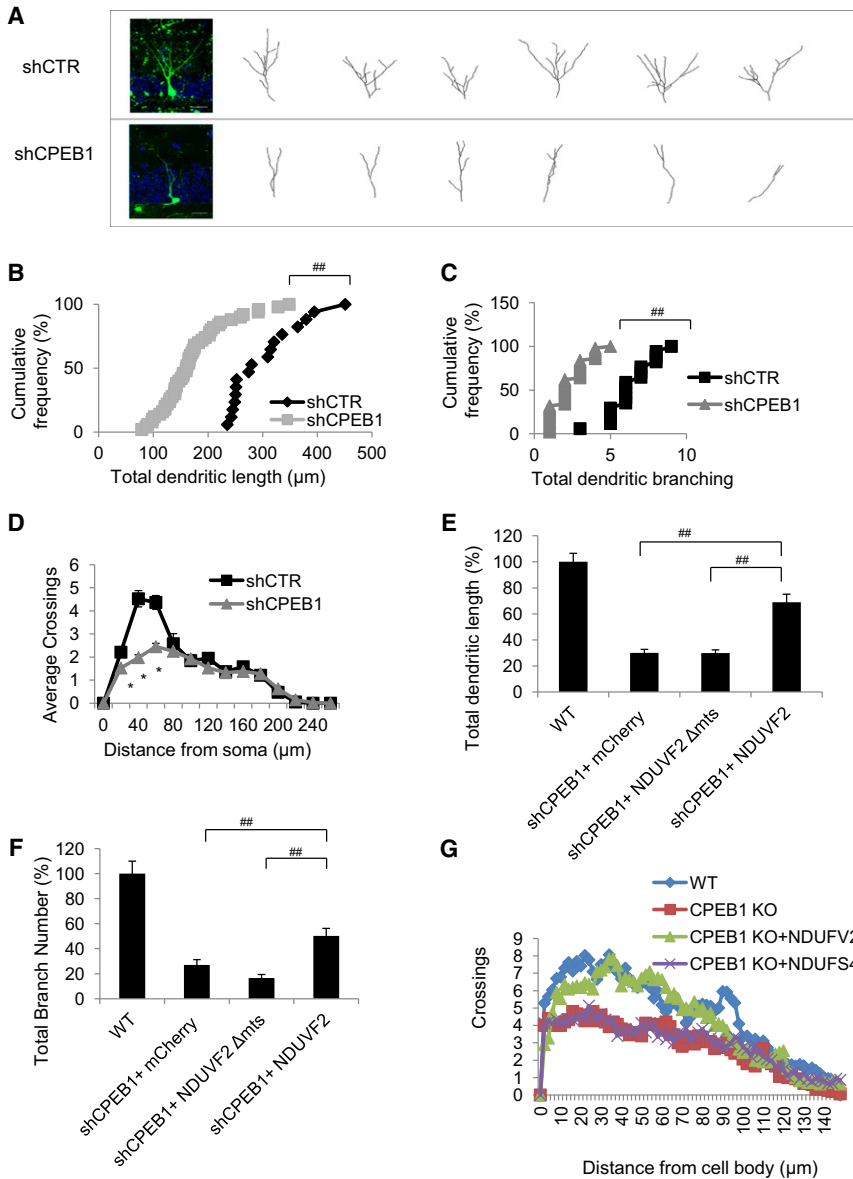 A
shCTR
shCPEB1
B
##
Cumulative
frequency (%)
100
50
0
0 100 200 300 400 500
Total dendritic length (µm)
shCTR
shCPEB1
C
##
Cumulative
frequency (%)
150
100
50
0
0 5 10
Total dendritic branching
shCTR
shCPEB1
D
Average Crossings
6
5
4
3
2
1
0
shCTR
shCPEB1
* * *
0 40 80 120 160 200 240
Distance from soma (µm)
E
Total dendrite length (%)
120
100
80
60
40
20
0
##
##
WT
shCPEB1+ mCherry
shCPEB1+ NDUVF2 Δmts
shCPEB1+ NDUVF2
F
Total Branch Number (%)
120
100
80
60
40
20
0
##
##
WT
shCPEB1+ mCherry
shCPEB1+ NDUVF2 Δmts
shCPEB1+ NDUVF2
G
WT
CPEB1 KO
CPEB1 KO+NDUFV2
CPEB1 KO+NDUFS4
Crossings
9
8
7
6
5
4
3
2
1
0
0 10 20 30 40 50 60 70 80 90 100 110 120 130 140
Distance from cell body (µm)